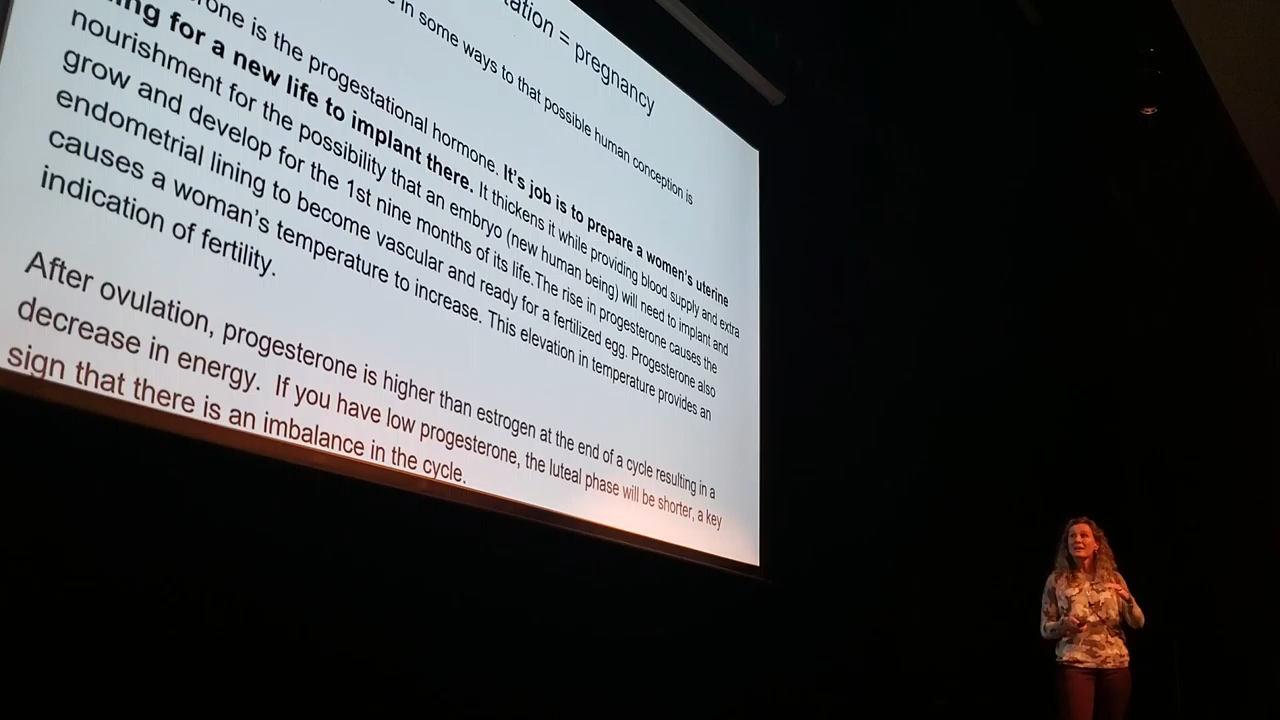 tation = pregnancy
e in some ways to that possible human conception is
rone is the progestational hormone. It's job is to prepare a women's uterine
ing for a new life to implant there. It thickens it while providing blood supply and extra
nourishment for the possibility that an embryo (new human being) will need to implant and
grow and develop for the 1st nine months of its life.The rise in progesterone causes the
endometrial lining to become vascular and ready for a fertilized egg. Progesterone also
causes a woman's temperature to increase. This elevation in temperature provides an
indication of fertility.
After ovulation, progesterone is higher than estrogen at the end of a cycle resulting in a
decrease in energy. If you have low progesterone, the luteal phase will be shorter, a key
sign that there is an imbalance in the cycle.